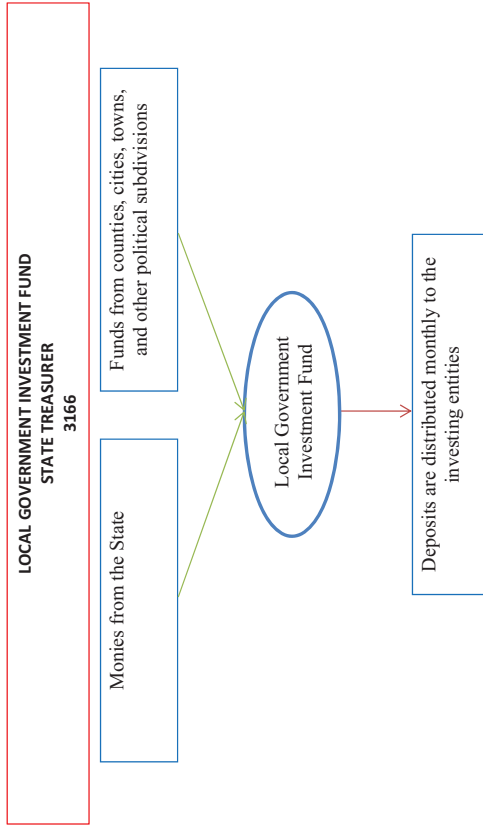 LOCAL GOVERNMENT INVESTMENT FUND
STATE TREASURER
3166
Monies from the State
Funds from counties, cities, towns,
and other political subdivisions
Local Government
Investment Fund
Deposits are distributed monthly to the
investing entities